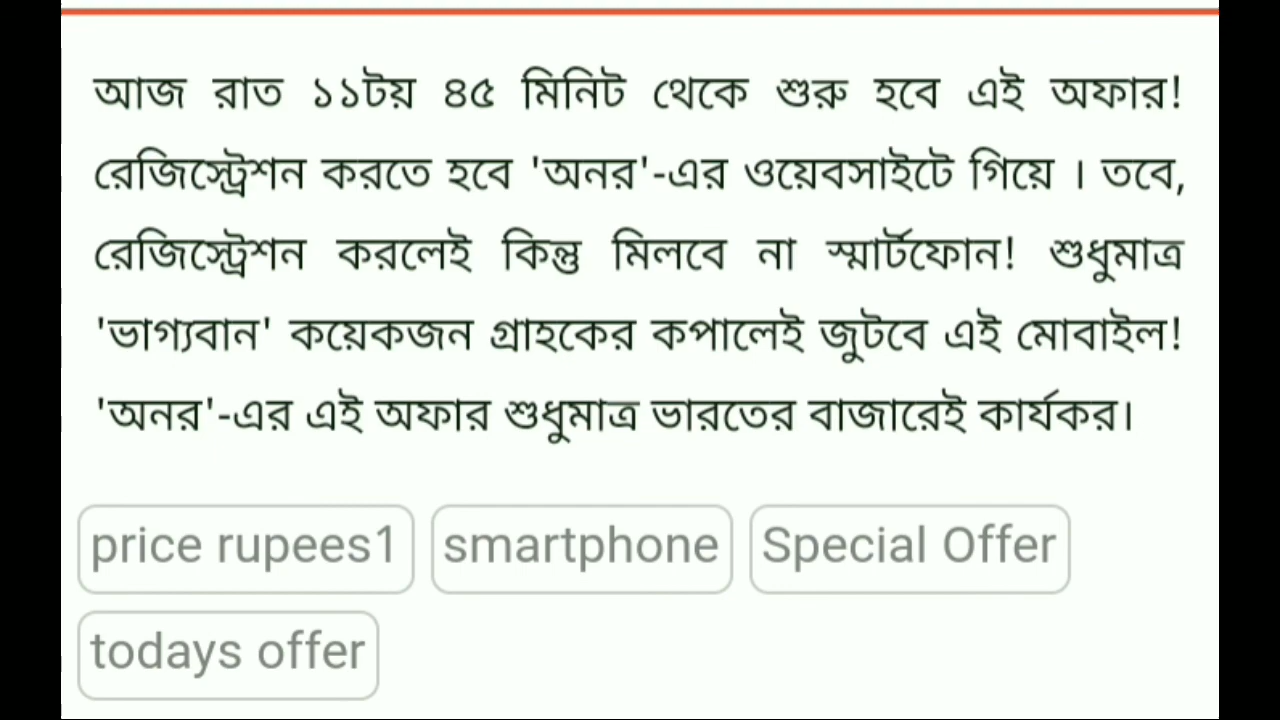 আজ রাত ১১টয় ৪৫ মিনিট থেকে শুরু হবে এই অফার!
রেজিস্ট্রেশন করতে হবে 'অনর'-এর ওয়েবসাইটে গিয়ে । তবে,
রেজিস্ট্রেশন করলেই কিন্তু মিলবে না স্মার্টফোন! শুধুমাত্র
'ভাগ্যবান' কয়েকজন গ্রাহকের কপালেই জুটবে এই মোবাইল!
'অনর'-এর এই অফার শুধুমাত্র ভারতের বাজারেই কার্যকর।
price rupees1 smartphone Special Offer
todays offer